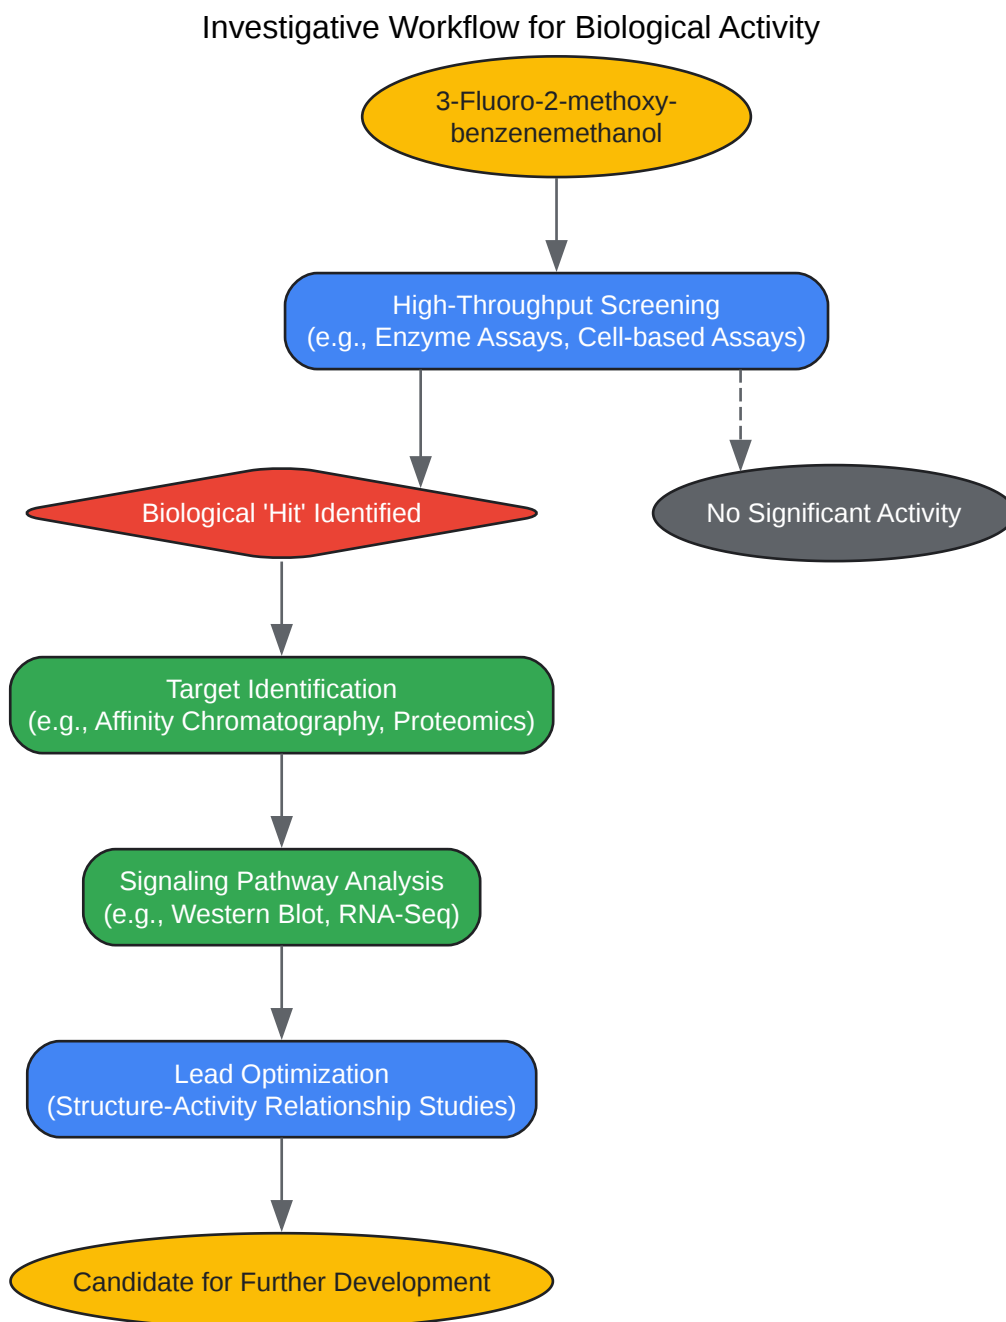 Investigative Workflow for Biological Activity
3-Fluoro-2-methoxy-
benzenemethanol
High-Throughput Screening
(e.g., Enzyme Assays, Cell-based Assays)
Biological 'Hit' Identified
No Significant Activity
Target Identification
(e.g., Affinity Chromatography, Proteomics)
Signaling Pathway Analysis
(e.g., Western Blot, RNA-Seq)
Lead Optimization
(Structure-Activity Relationship Studies)
Candidate for Further Development